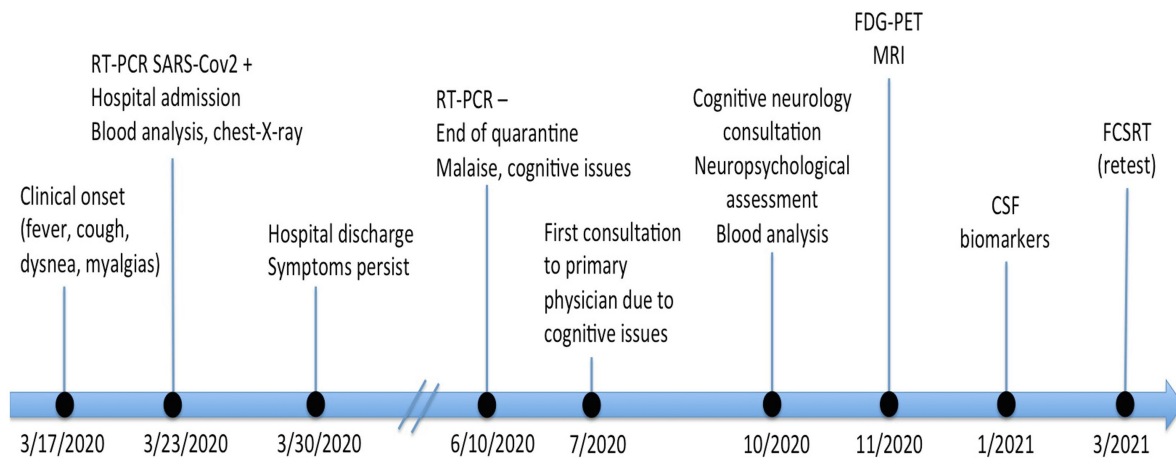 Clinical onset
(fever, cough,
dysnea, myalgias)
3/17/2020
RT-PCR SARS-Cov2 +
Hospital admission
Blood analysis, chest-X-ray
3/23/2020
Hospital discharge
Symptoms persist
3/30/2020
RT-PCR –
End of quarantine
Malaise, cognitive issues
6/10/2020
First consultation
to primary
physician due to
cognitive issues
7/2020
Cognitive neurology
consultation
Neuropsychological
assessment
Blood analysis
10/2020
FDG-PET
MRI
11/2020
CSF
biomarkers
1/2021
FCSRT
(retest)
3/2021